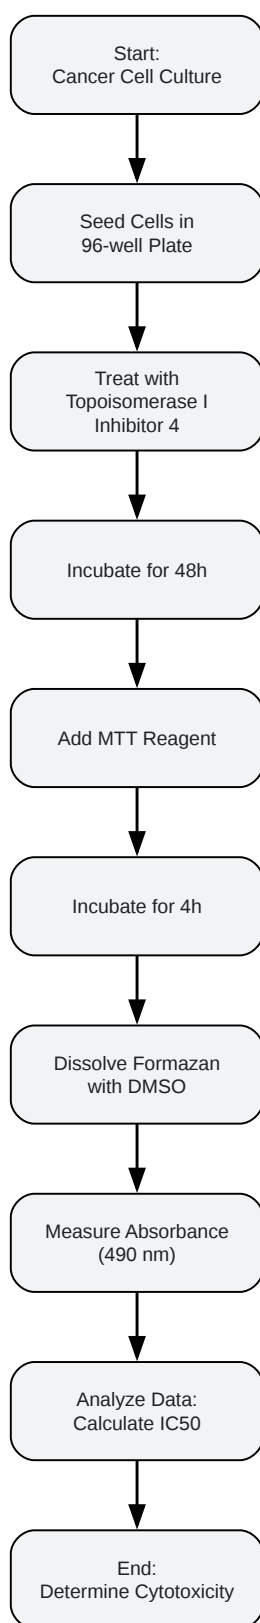 Start:
Cancer Cell Culture
Seed Cells in
96-well Plate
Treat with
Topoisomerase I
Inhibitor 4
Incubate for 48h
Add MTT Reagent
Incubate for 4h
Dissolve Formazan
with DMSO
Measure Absorbance
(490 nm)
Analyze Data:
Calculate IC50
End:
Determine Cytotoxicity